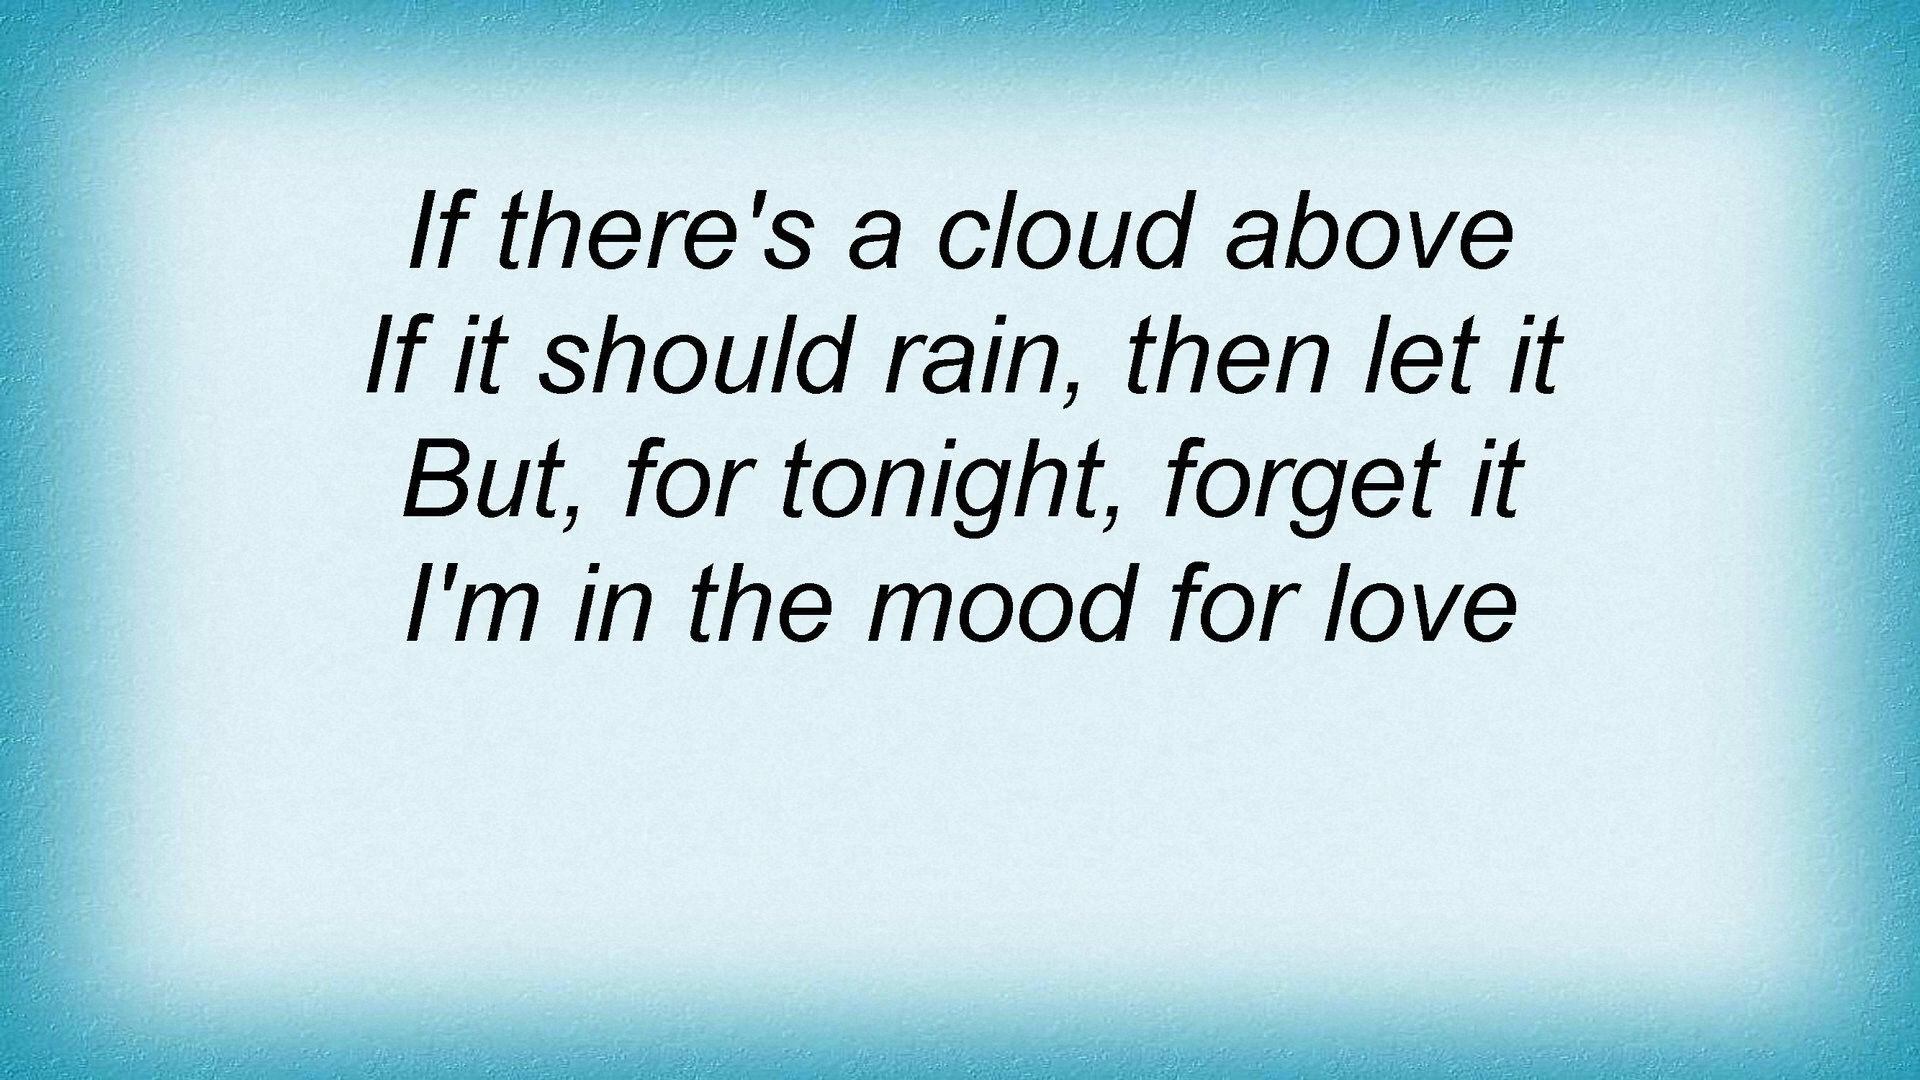 If there's a cloud above
If it should rain, then let it
But, for tonight, forget it
I'm in the mood for love